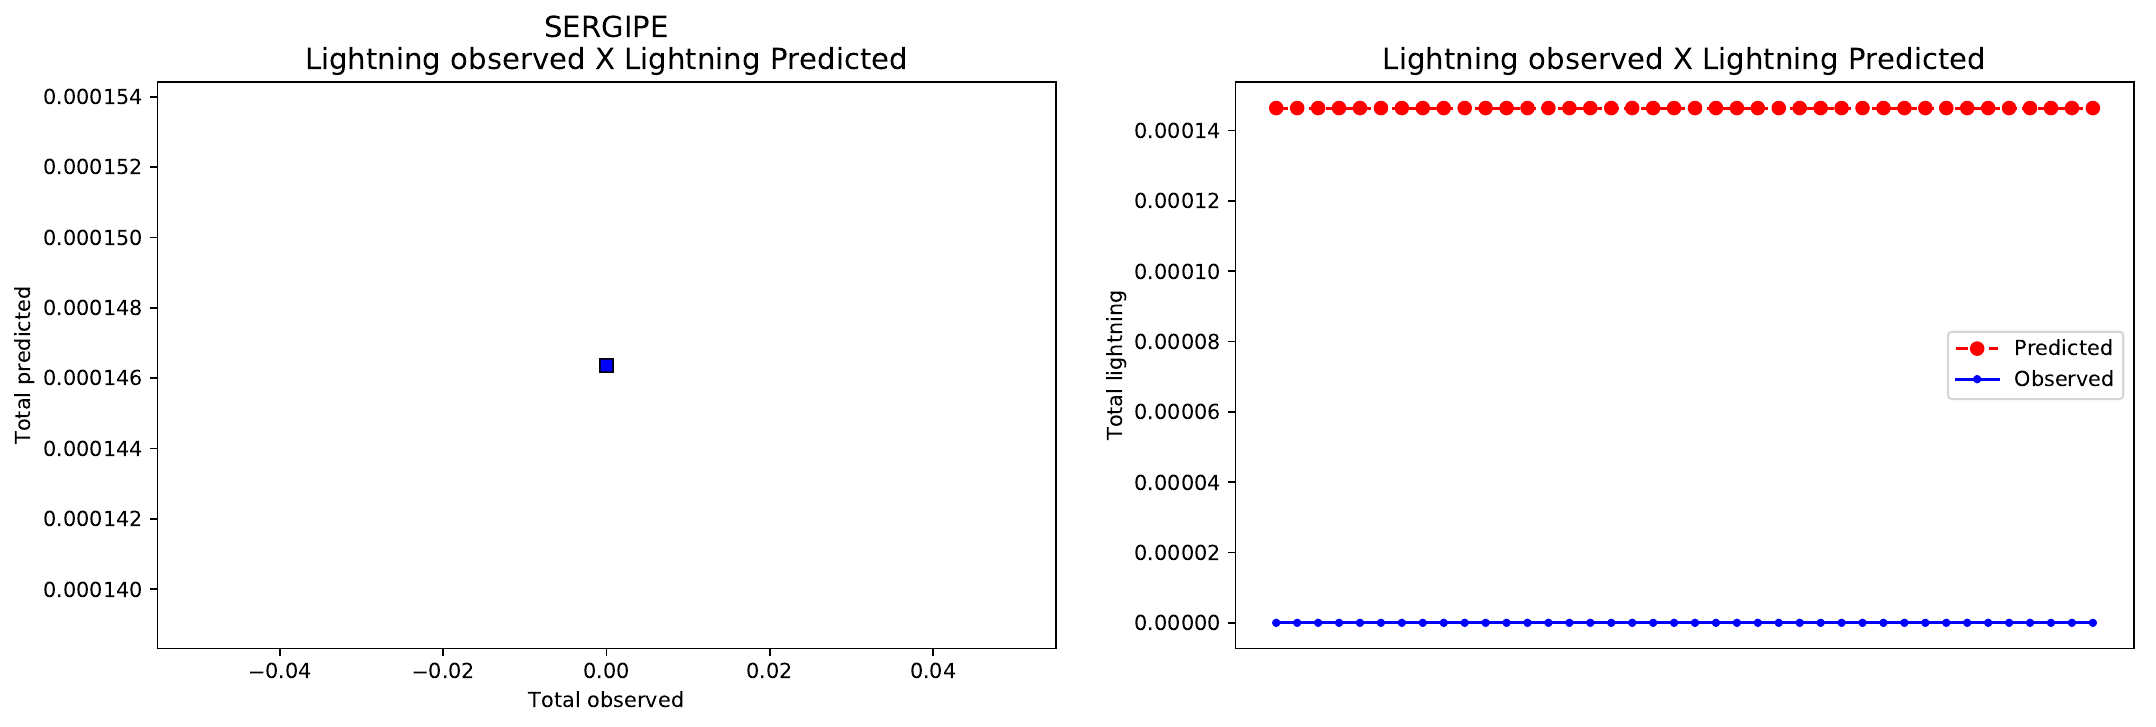 SERGIPE
Lightning observed X Lightning Predicted
0.000154
0.000152
0.000150
0.000148
0.000146
0.000144
0.000142
0.000140
Total predicted
−0.04
−0.02
0.00
0.02
0.04
Total observed
Lightning observed X Lightning Predicted
0.00014
0.00012
0.00010
0.00008
0.00006
0.00004
0.00002
0.00000
Total lightning
Predicted
Observed